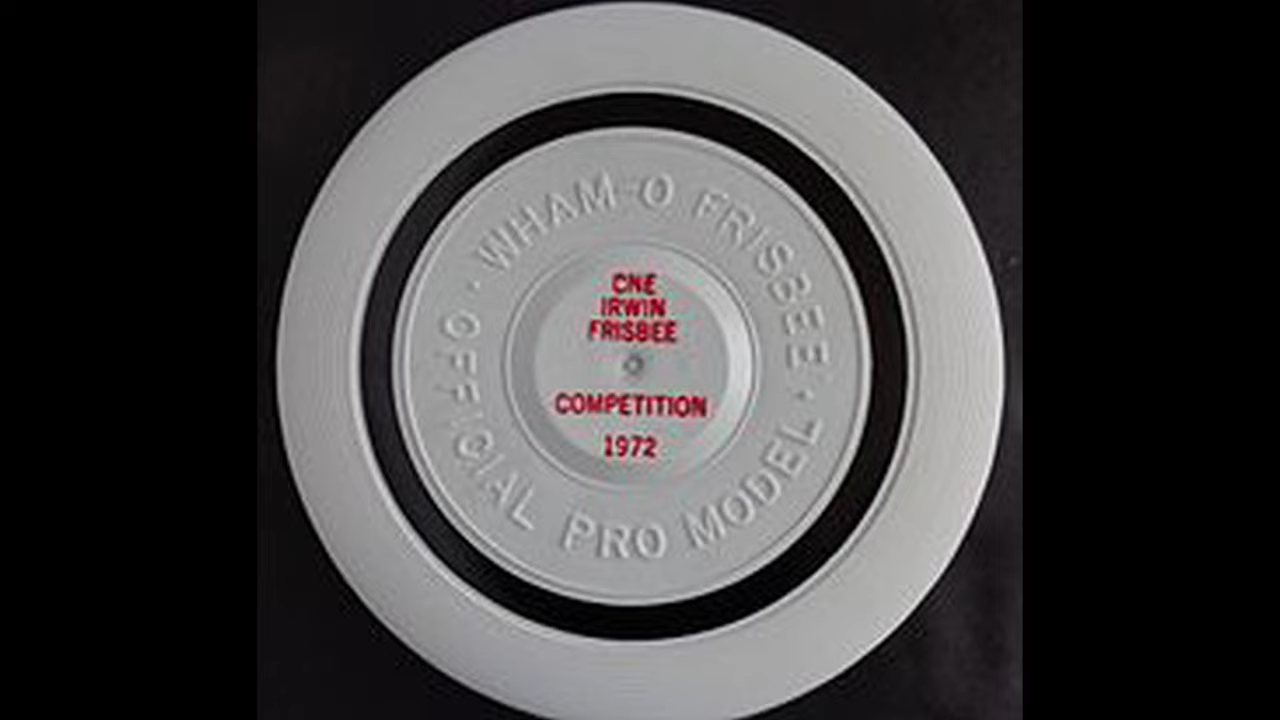 WHAM-O FRISBEE
CNE
IRWIN
FRISBEE
COMPETITION
1972
OFFICIAL PRO MODEL